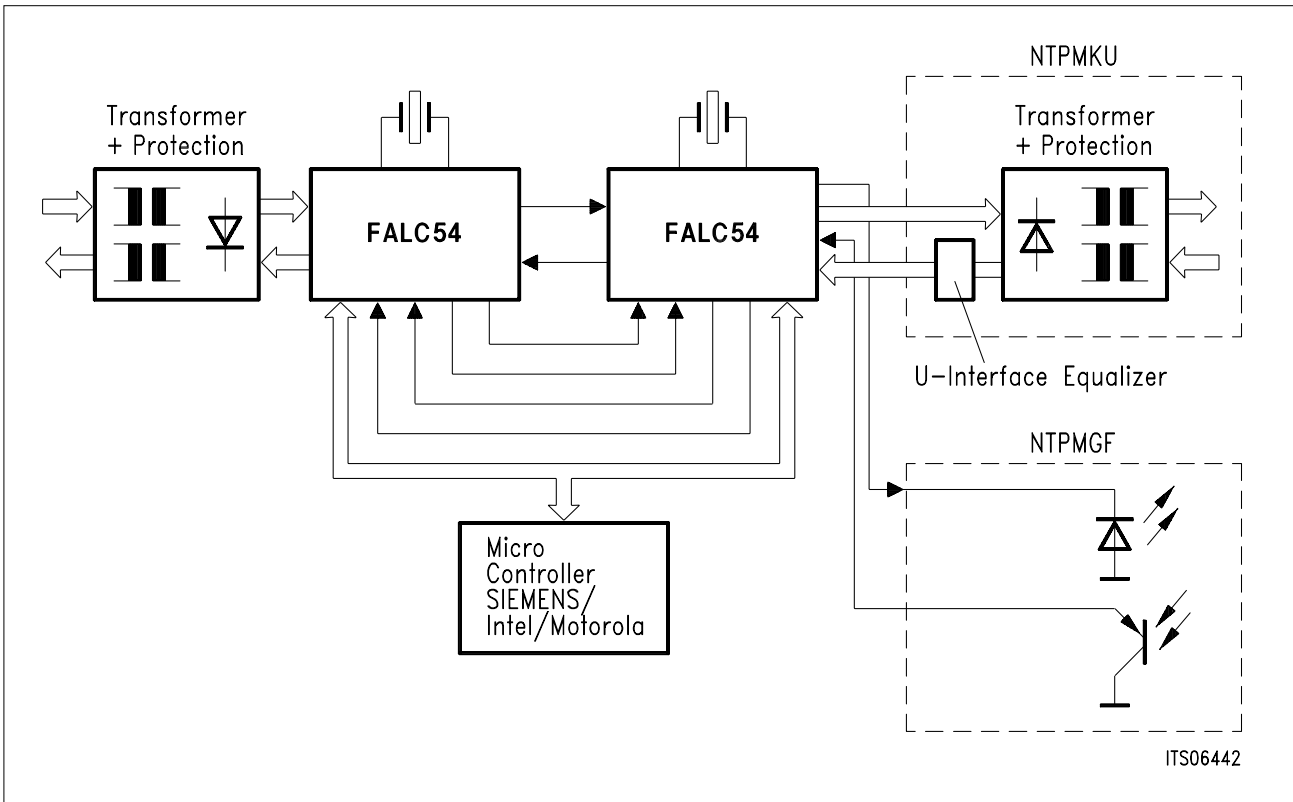 NTPMKU
Transformer
+ Protection
Transformer
+ Protection
FALC54
FALC54
U-Interface Equalizer
NTPMGF
Micro
Controller
SIEMENS/
Intel/Motorola
ITS06442